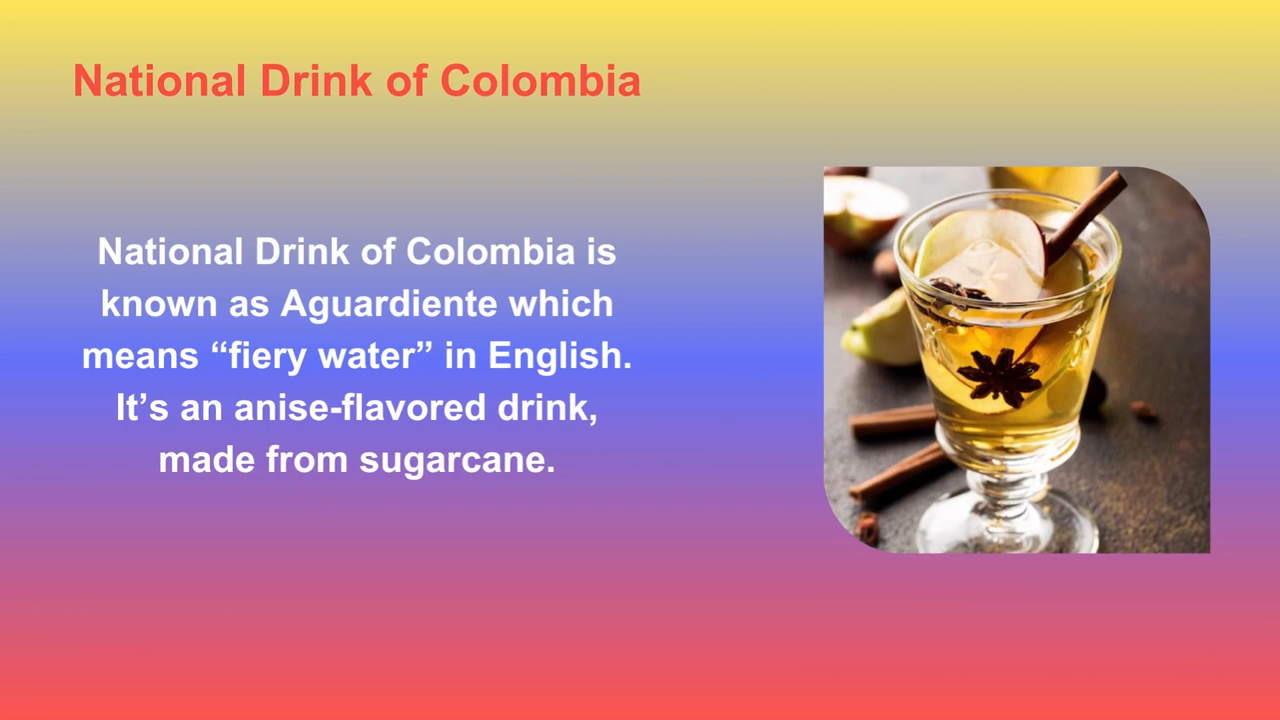 National Drink of Colombia
National Drink of Colombia is
known as Aguardiente which
means “fiery water” in English.
It’s an anise-flavored drink,
made from sugarcane.